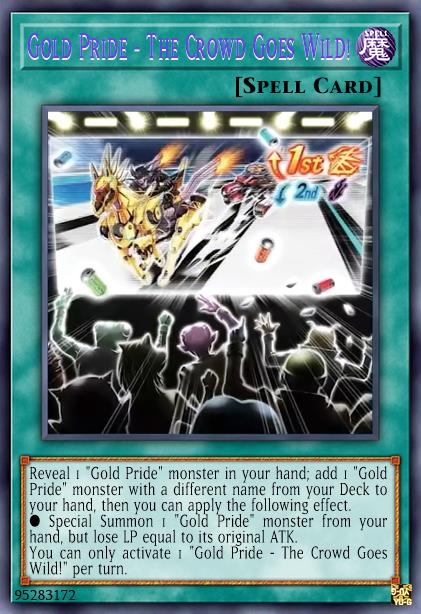 Gold Pride - The Crowd Goes Wild!
SPELL
魔
[Spell Card]
1st
2nd
Reveal 1 "Gold Pride" monster in your hand; add 1 "Gold
Pride" monster with a different name from your Deck to
your hand, then you can apply the following effect.
● Special Summon 1 "Gold Pride" monster from your
hand, but lose LP equal to its original ATK.
You can only activate 1 "Gold Pride - The Crowd Goes
Wild!" per turn.
95283172